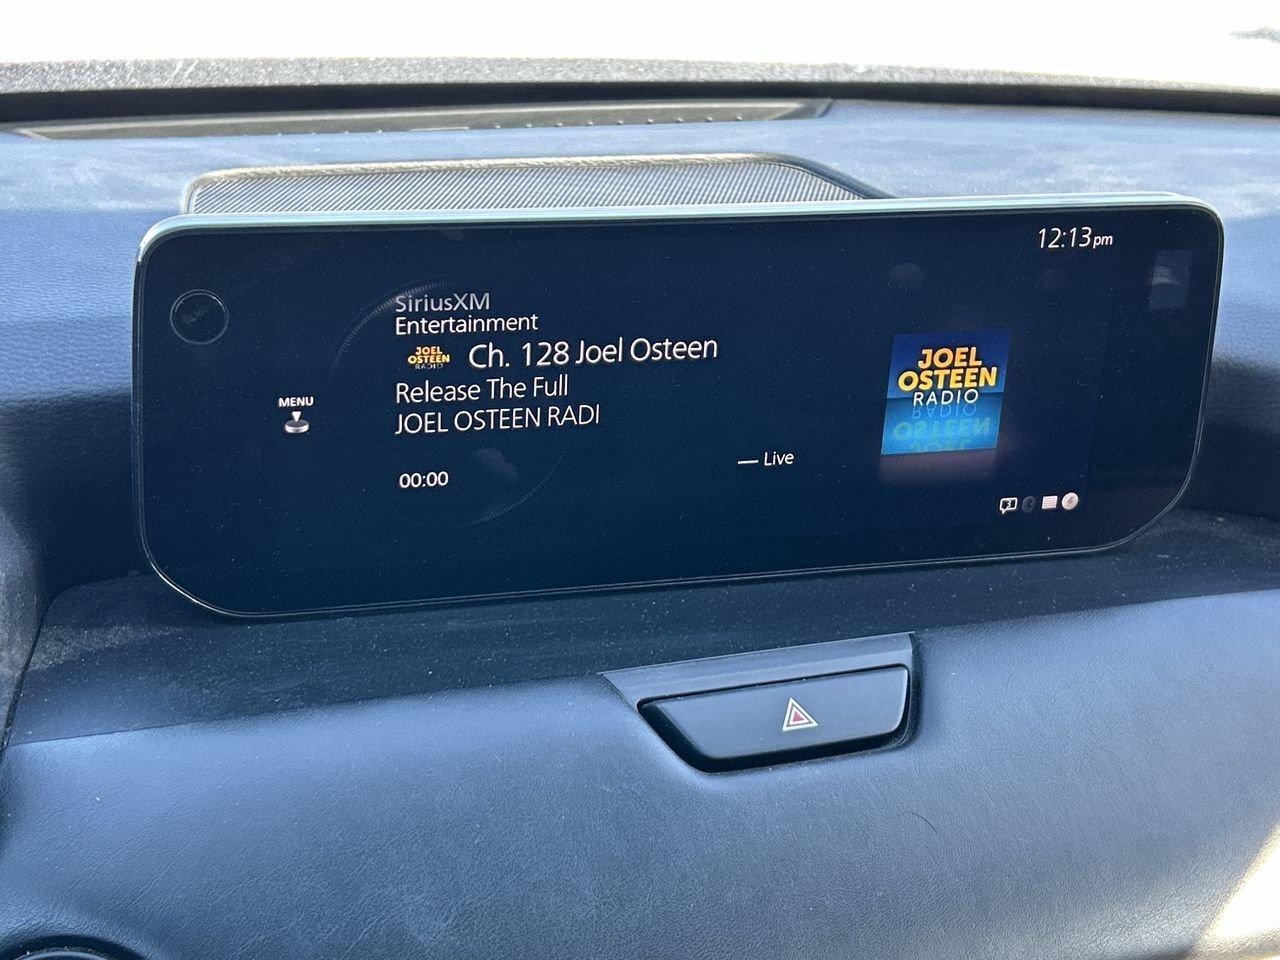 12:13pm
SiriusXM
Entertainment
JOEL
OSTEEN
RADIO
Ch. 128 Joel Osteen
Release The Full
JOEL OSTEEN RADI
MENU
00:00
Live
JOEL
OSTEEN
RADIO
3